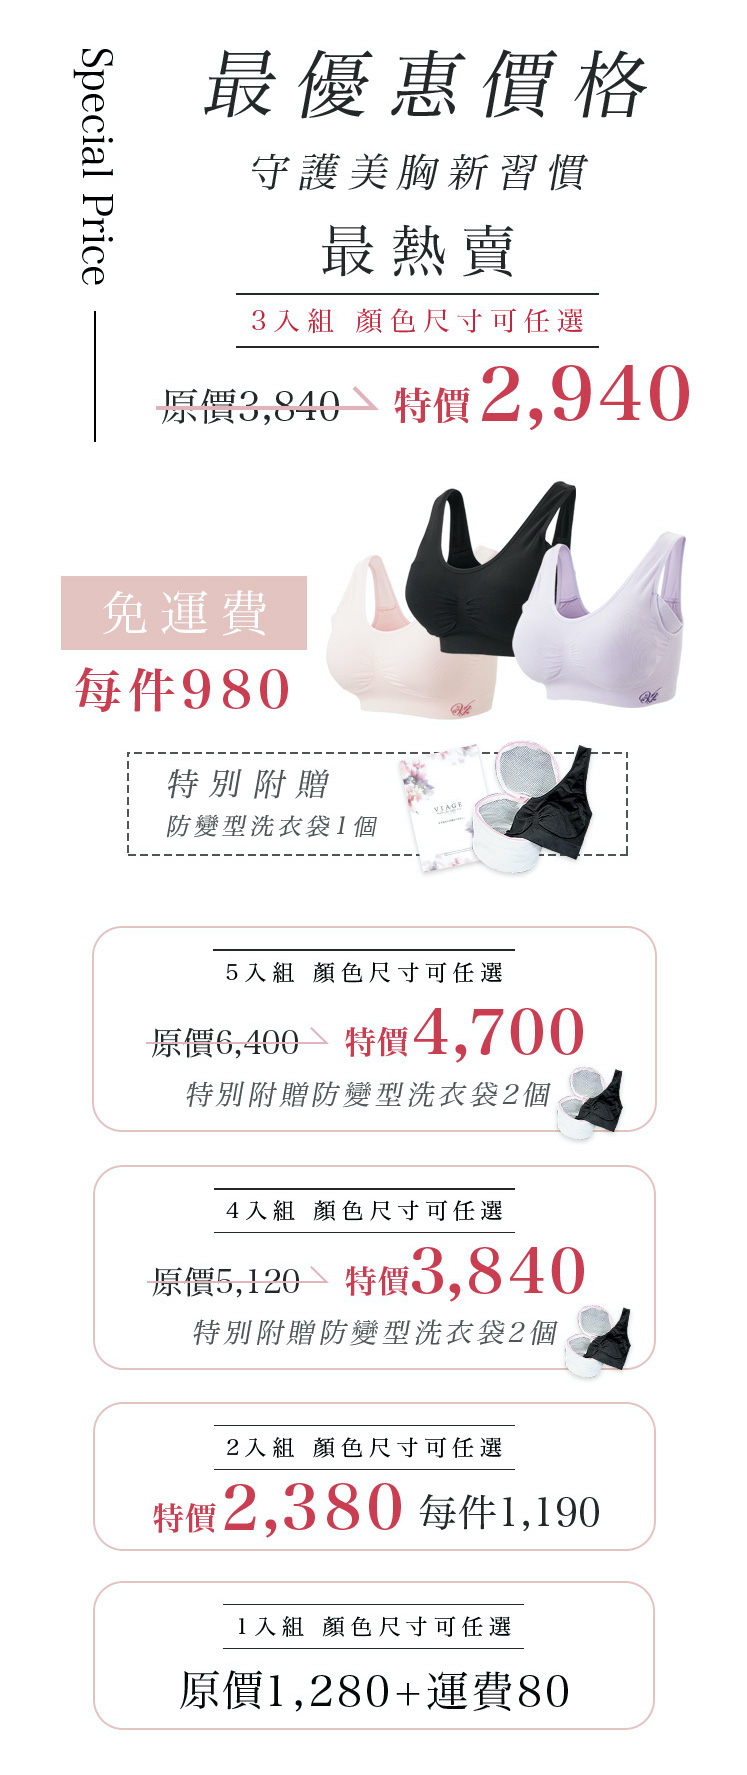 Special Price
最優惠價格
守護美胸新習慣
最熱賣
3入組 顏色尺寸可任選
原價3,840 特價2,940
免運費
每件980
特別附贈
防變型洗衣袋1個
VIAGE
5入組 顏色尺寸可任選
原價6,400 特價4,700
特別附贈防變型洗衣袋2個
4入組 顏色尺寸可任選
原價5,120 特價3,840
特別附贈防變型洗衣袋2個
2入組 顏色尺寸可任選
特價2,380 每件1,190
1入組 顏色尺寸可任選
原價1,280+運費80